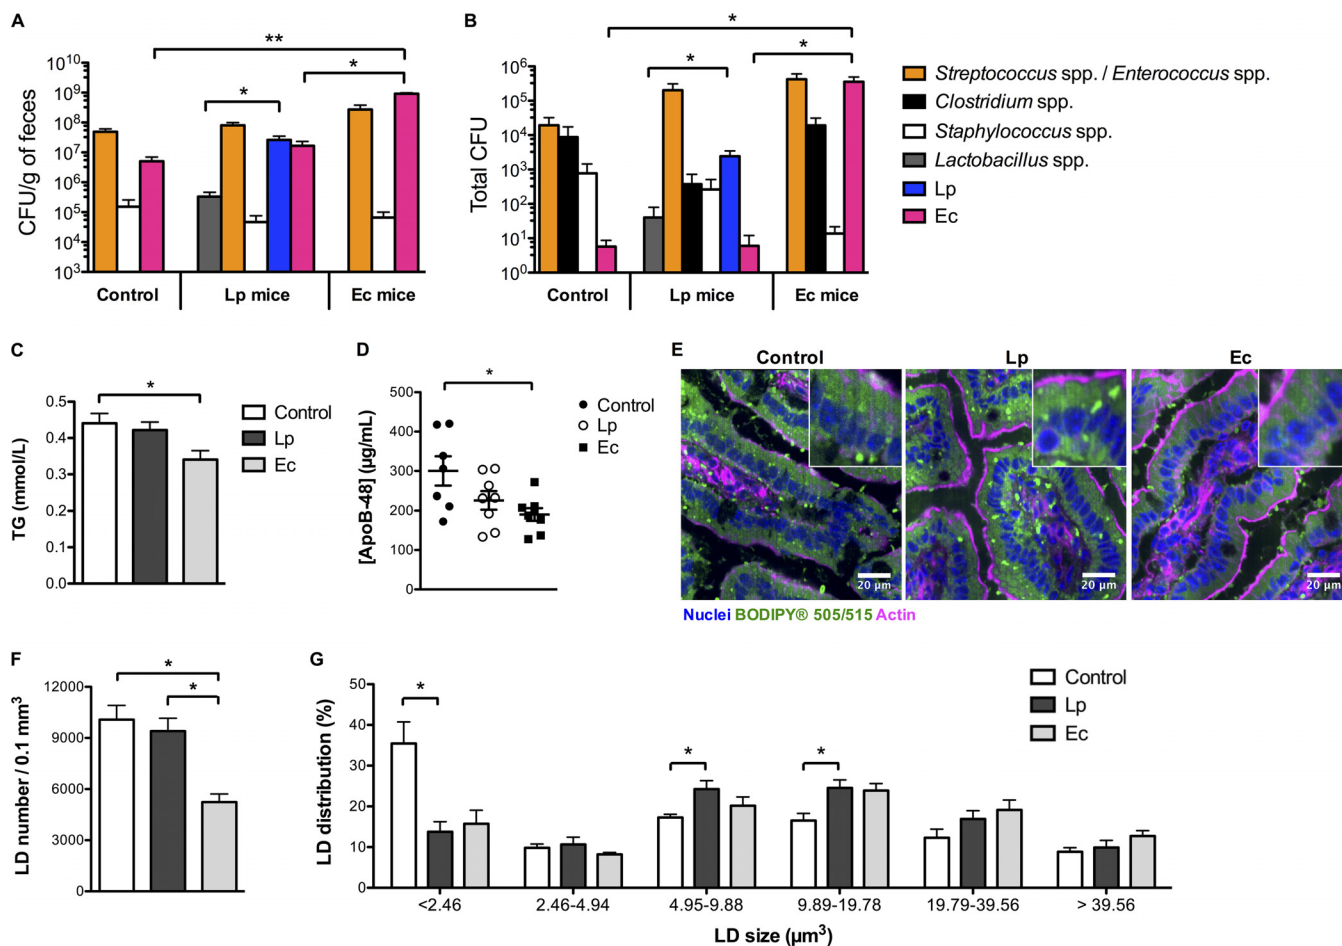 A
CFU/g of feces
10¹⁰
10⁹
10⁸
10⁷
10⁶
10⁵
10⁴
10³
**
*
*
Control
Lp mice
Ec mice
B
Total CFU
10⁶
10⁵
10⁴
10³
10²
10¹
10⁰
*
*
*
Control
Lp mice
Ec mice
Streptococcus spp. / Enterococcus spp.
Clostridium spp.
Staphylococcus spp.
Lactobacillus spp.
Lp
Ec
C
TG (mmol/L)
0.5
0.4
0.3
0.2
0.1
0.0
*
Control
Lp
Ec
D
[ApoB-48] (µg/mL)
500
400
300
200
100
0
*
Control
Lp
Ec
E
Control
Lp
Ec
20 µm
20 µm
20 µm
Nuclei BODIPY® 505/515 Actin
F
LD number / 0.1 mm³
12000
9000
6000
3000
0
*
*
G
LD distribution (%)
50
40
30
20
10
0
*
*
*
Control
Lp
Ec
<2.46
2.46-4.94
4.95-9.88
9.89-19.78
19.79-39.56
> 39.56
LD size (µm³)